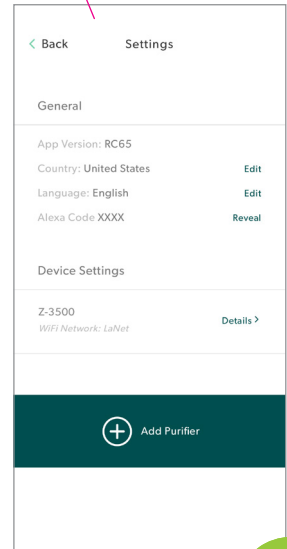 < Back Settings
General
App Version: RC65
Country: United States Edit
Language: English Edit
Alexa Code XXXX Reveal
Device Settings
Z-3500
WiFi Network: LaNet Details >
Add Purifier